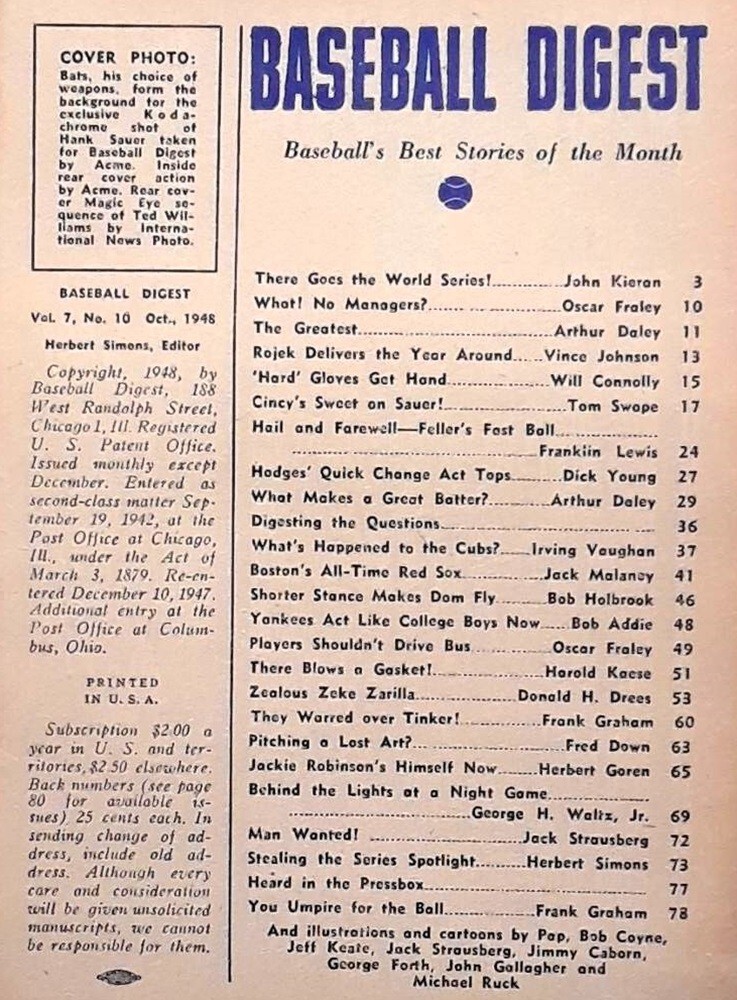 COVER PHOTO:
Bats, his choice of
weapons, form the
background for the
exclusive Koda-
chrome shot of
Hank Sauer taken
for Baseball Digest
by Acme. Inside
rear cover action
by Acme. Rear cov-
er Magic Eye se-
quence of Ted Wil-
liams by Interna-
tional News Photo.
BASEBALL DIGEST
Vol. 7, No. 10 Oct., 1948
Herbert Simons, Editor
Copyright, 1948, by
Baseball Digest, 188
West Randolph Street,
Chicago 1, Ill. Registered
U. S. Patent Office.
Issued monthly except
December. Entered as
second-class matter Sep-
tember 19, 1942, at the
Post Office at Chicago,
Ill., under the Act of
March 3, 1879. Re-en-
tered December 10, 1947.
Additional entry at the
Post Office at Colum-
bus, Ohio.
PRINTED
IN U. S. A.
Subscription $2.00 a
year in U. S. and ter-
ritories, $2.50 elsewhere.
Back numbers (see page
80 for available is-
sues) 25 cents each. In
sending change of ad-
dress, include old ad-
dress. Although every
care and consideration
will be given unsolicited
manuscripts, we cannot
be responsible for them.
BASEBALL DIGEST
Baseball's Best Stories of the Month
There Goes the World Series!............John Kieran 3
What! No Managers?......................Oscar Fraley 10
The Greatest...............................Arthur Daley 11
Rojek Delivers the Year Around.....Vince Johnson 13
'Hard' Gloves Get Hand...............Will Connolly 15
Cincy's Sweet on Sauer!..................Tom Swope 17
Hail and Farewell—Feller's Fast Ball................
.....................................Franklin Lewis 24
Hodges' Quick Change Act Tops........Dick Young 27
What Makes a Great Batter?..........Arthur Daley 29
Digesting the Questions.................................. 36
What's Happened to the Cubs?.....Irving Vaughan 37
Boston's All-Time Red Sox............Jack Malaney 41
Shorter Stance Makes Dom Fly......Bob Holbrook 46
Yankees Act Like College Boys Now.....Bob Addie 48
Players Shouldn't Drive Bus............Oscar Fraley 49
There Blows a Gasket!.................Harold Kaese 51
Zealous Zeke Zarilla................Donald H. Drees 53
They Warred over Tinker!............Frank Graham 60
Pitching a Lost Art?......................Fred Down 63
Jackie Robinson's Himself Now......Herbert Goren 65
Behind the Lights at a Night Game................
............................George H. Waltz, Jr. 69
Man Wanted! .......................Jack Strausberg 72
Stealing the Series Spotlight........Herbert Simons 73
Heard in the Pressbox..................................... 77
You Umpire for the Ball...............Frank Graham 78
And illustrations and cartoons by Pap, Bob Coyne,
Jeff Keate, Jack Strausberg, Jimmy Caborn,
George Forth, John Gallagher and
Michael Ruck